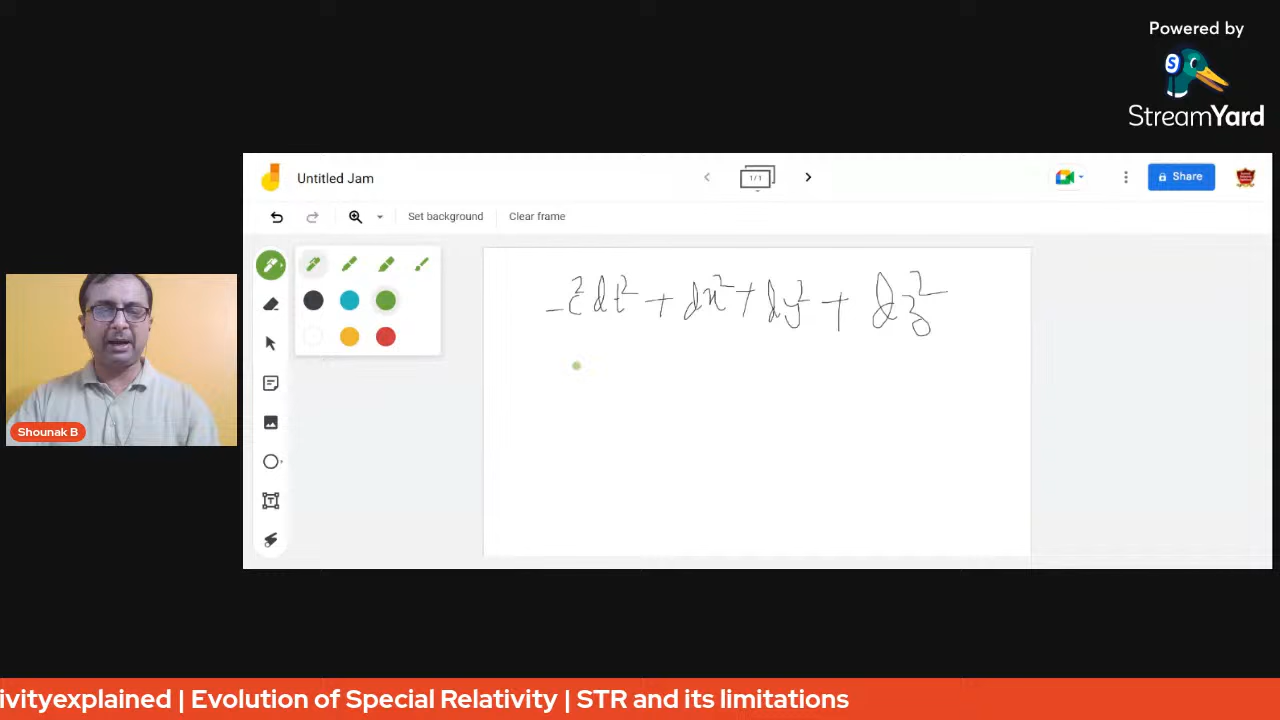 Powered by
StreamYard
Untitled Jam
1/1
Share
Set background
Clear frame
-c²dt² + dx² + dy² + dz²
Shounak B
ivityexplained | Evolution of Special Relativity | STR and its limitations